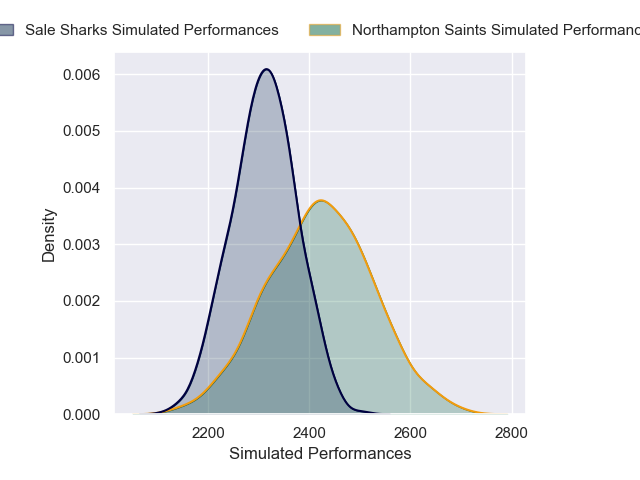 Sale Sharks Simulated Performances Northampton Saints Simulated Performanc
0.006
0.005
0.004
0.003
0.002
0.001
0.000
Density
2200 2400 2600 2800
Simulated Performances